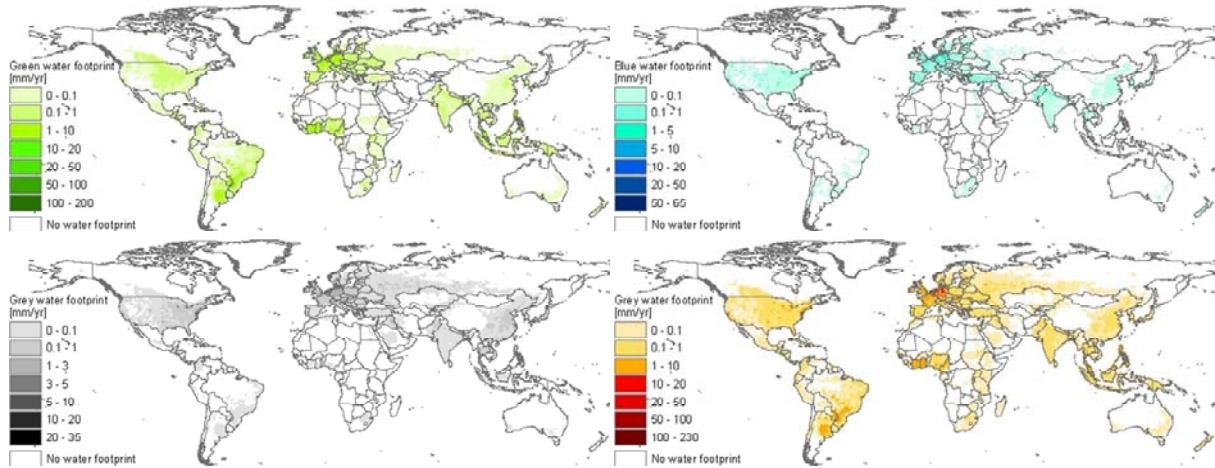 Green water footprint
[mm/yr]
0 - 0.1
0.1 - 1
1 - 10
10 - 20
20 - 50
50 - 100
100 - 200
No water footprint
Blue water footprint
[mm/yr]
0 - 0.1
0.1 - 1
1 - 5
5 - 10
10 - 20
20 - 50
50 - 65
No water footprint
Grey water footprint
[mm/yr]
0 - 0.1
0.1 - 1
1 - 3
3 - 5
5 - 10
10 - 20
20 - 35
No water footprint
Grey water footprint
[mm/yr]
0 - 0.1
0.1 - 1
1 - 10
10 - 20
20 - 50
50 - 100
100 - 230
No water footprint